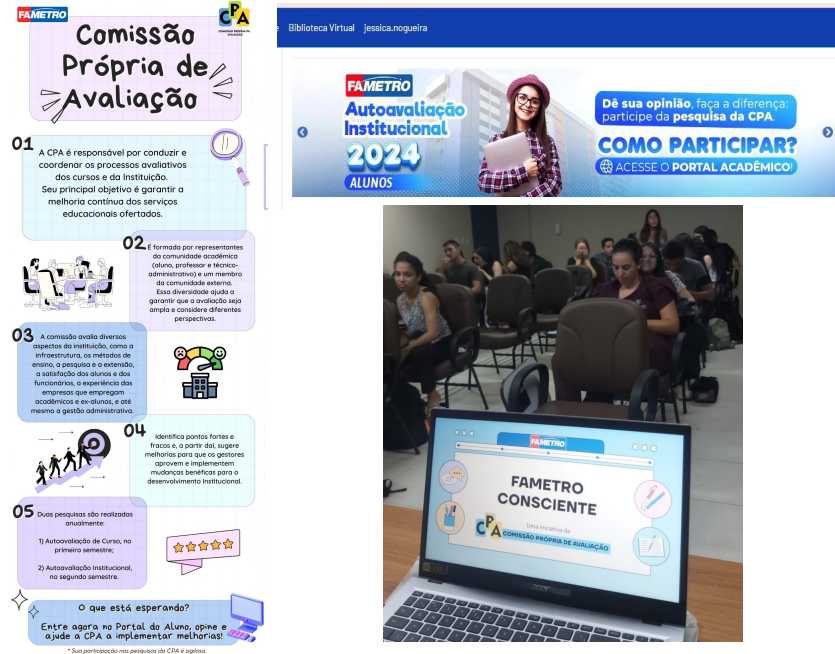 FAMETRO
CPA
COMISSÃO PRÓPRIA DE
AVALIAÇÃO
Comissão
Própria de
Avaliação
01
A CPA é responsável por conduzir e
coordenar os processos avaliativos
dos cursos e da Instituição.
Seu principal objetivo é garantir a
melhoria contínua dos serviços
educacionais ofertados.
02
É formada por representantes
da comunidade acadêmica
(aluno, professor e técnico-
administrativo) e um membro
da comunidade externa.
Essa diversidade ajuda a
garantir que a avaliação seja
ampla e considere diferentes
perspectivas.
03
A comissão avalia diversos
aspectos da instituição, como a
infraestrutura, os métodos de
ensino, a pesquisa e a extensão,
a satisfação dos alunos e dos
funcionários, a experiência das
empresas que empregam
acadêmicos e ex-alunos, e até
mesmo a gestão administrativa.
04
Identifica pontos fortes e
fracos e, a partir daí, sugere
melhorias para que os gestores
aprovem e implementem
mudanças benéficas para o
desenvolvimento Institucional.
05
Duas pesquisas são realizadas
anualmente:
1) Autoavaliação de Curso, no
primeiro semestre;
2) Autoavaliação Institucional,
no segundo semestre.
O que está esperando?
Entre agora no Portal do Aluno, opine e
ajude a CPA a implementar melhorias!
* Sua participação nas pesquisas da CPA é sigilosa.
e Biblioteca Virtual jessica.nogueira
FAMETRO
Autoavaliação
Institucional
2024
ALUNOS
Dê sua opinião, faça a diferença:
participe da pesquisa da CPA.
COMO PARTICIPAR?
ACESSE O PORTAL ACADÊMICO!
FAMETRO
FAMETRO
CONSCIENTE
Uma iniciativa da
CPA COMISSÃO PRÓPRIA DE AVALIAÇÃO
acer